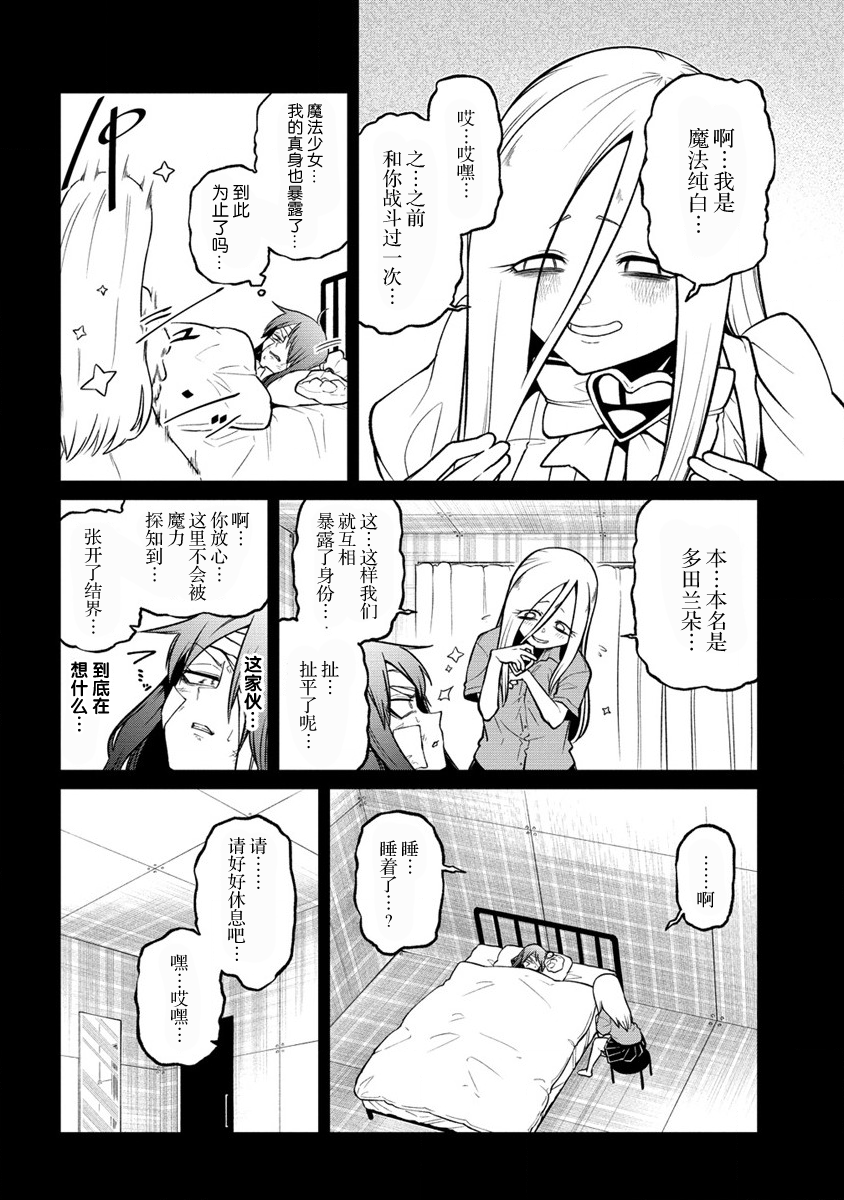 啊…我是
魔法纯白…
哎…哎嘿…
之…之前
和你战斗过一次…
魔法少女…
我的真身也暴露了…
到此
为止了吗…
本…本名是
多田兰朵…
这…这样我们
就互相
暴露了身份…
扯…
扯平了呢…
这家伙…
啊…
你放心…
这里不会被
魔力
探知到…
张开了结界…
到底在
想什么…
……啊
睡…
睡着了…?
请……
请好好休息吧…
嘿…哎嘿…